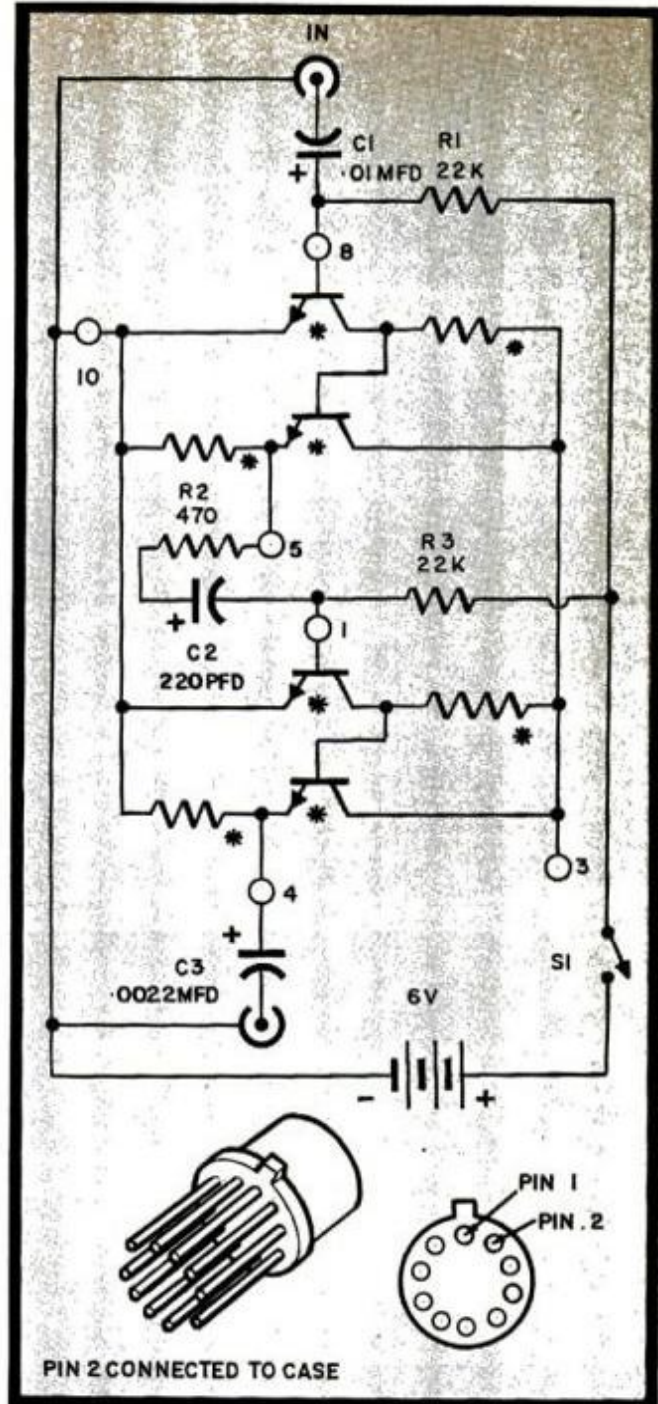 IN
C1
.01MFD
+
R1
22K
8
*
*
10
*
*
R2
470
5
R3
22K
+
C2
220PFD
1
*
*
*
*
3
4
+
C3
.0022MFD
S1
6V
- +
PIN 1
PIN.2
PIN 2 CONNECTED TO CASE